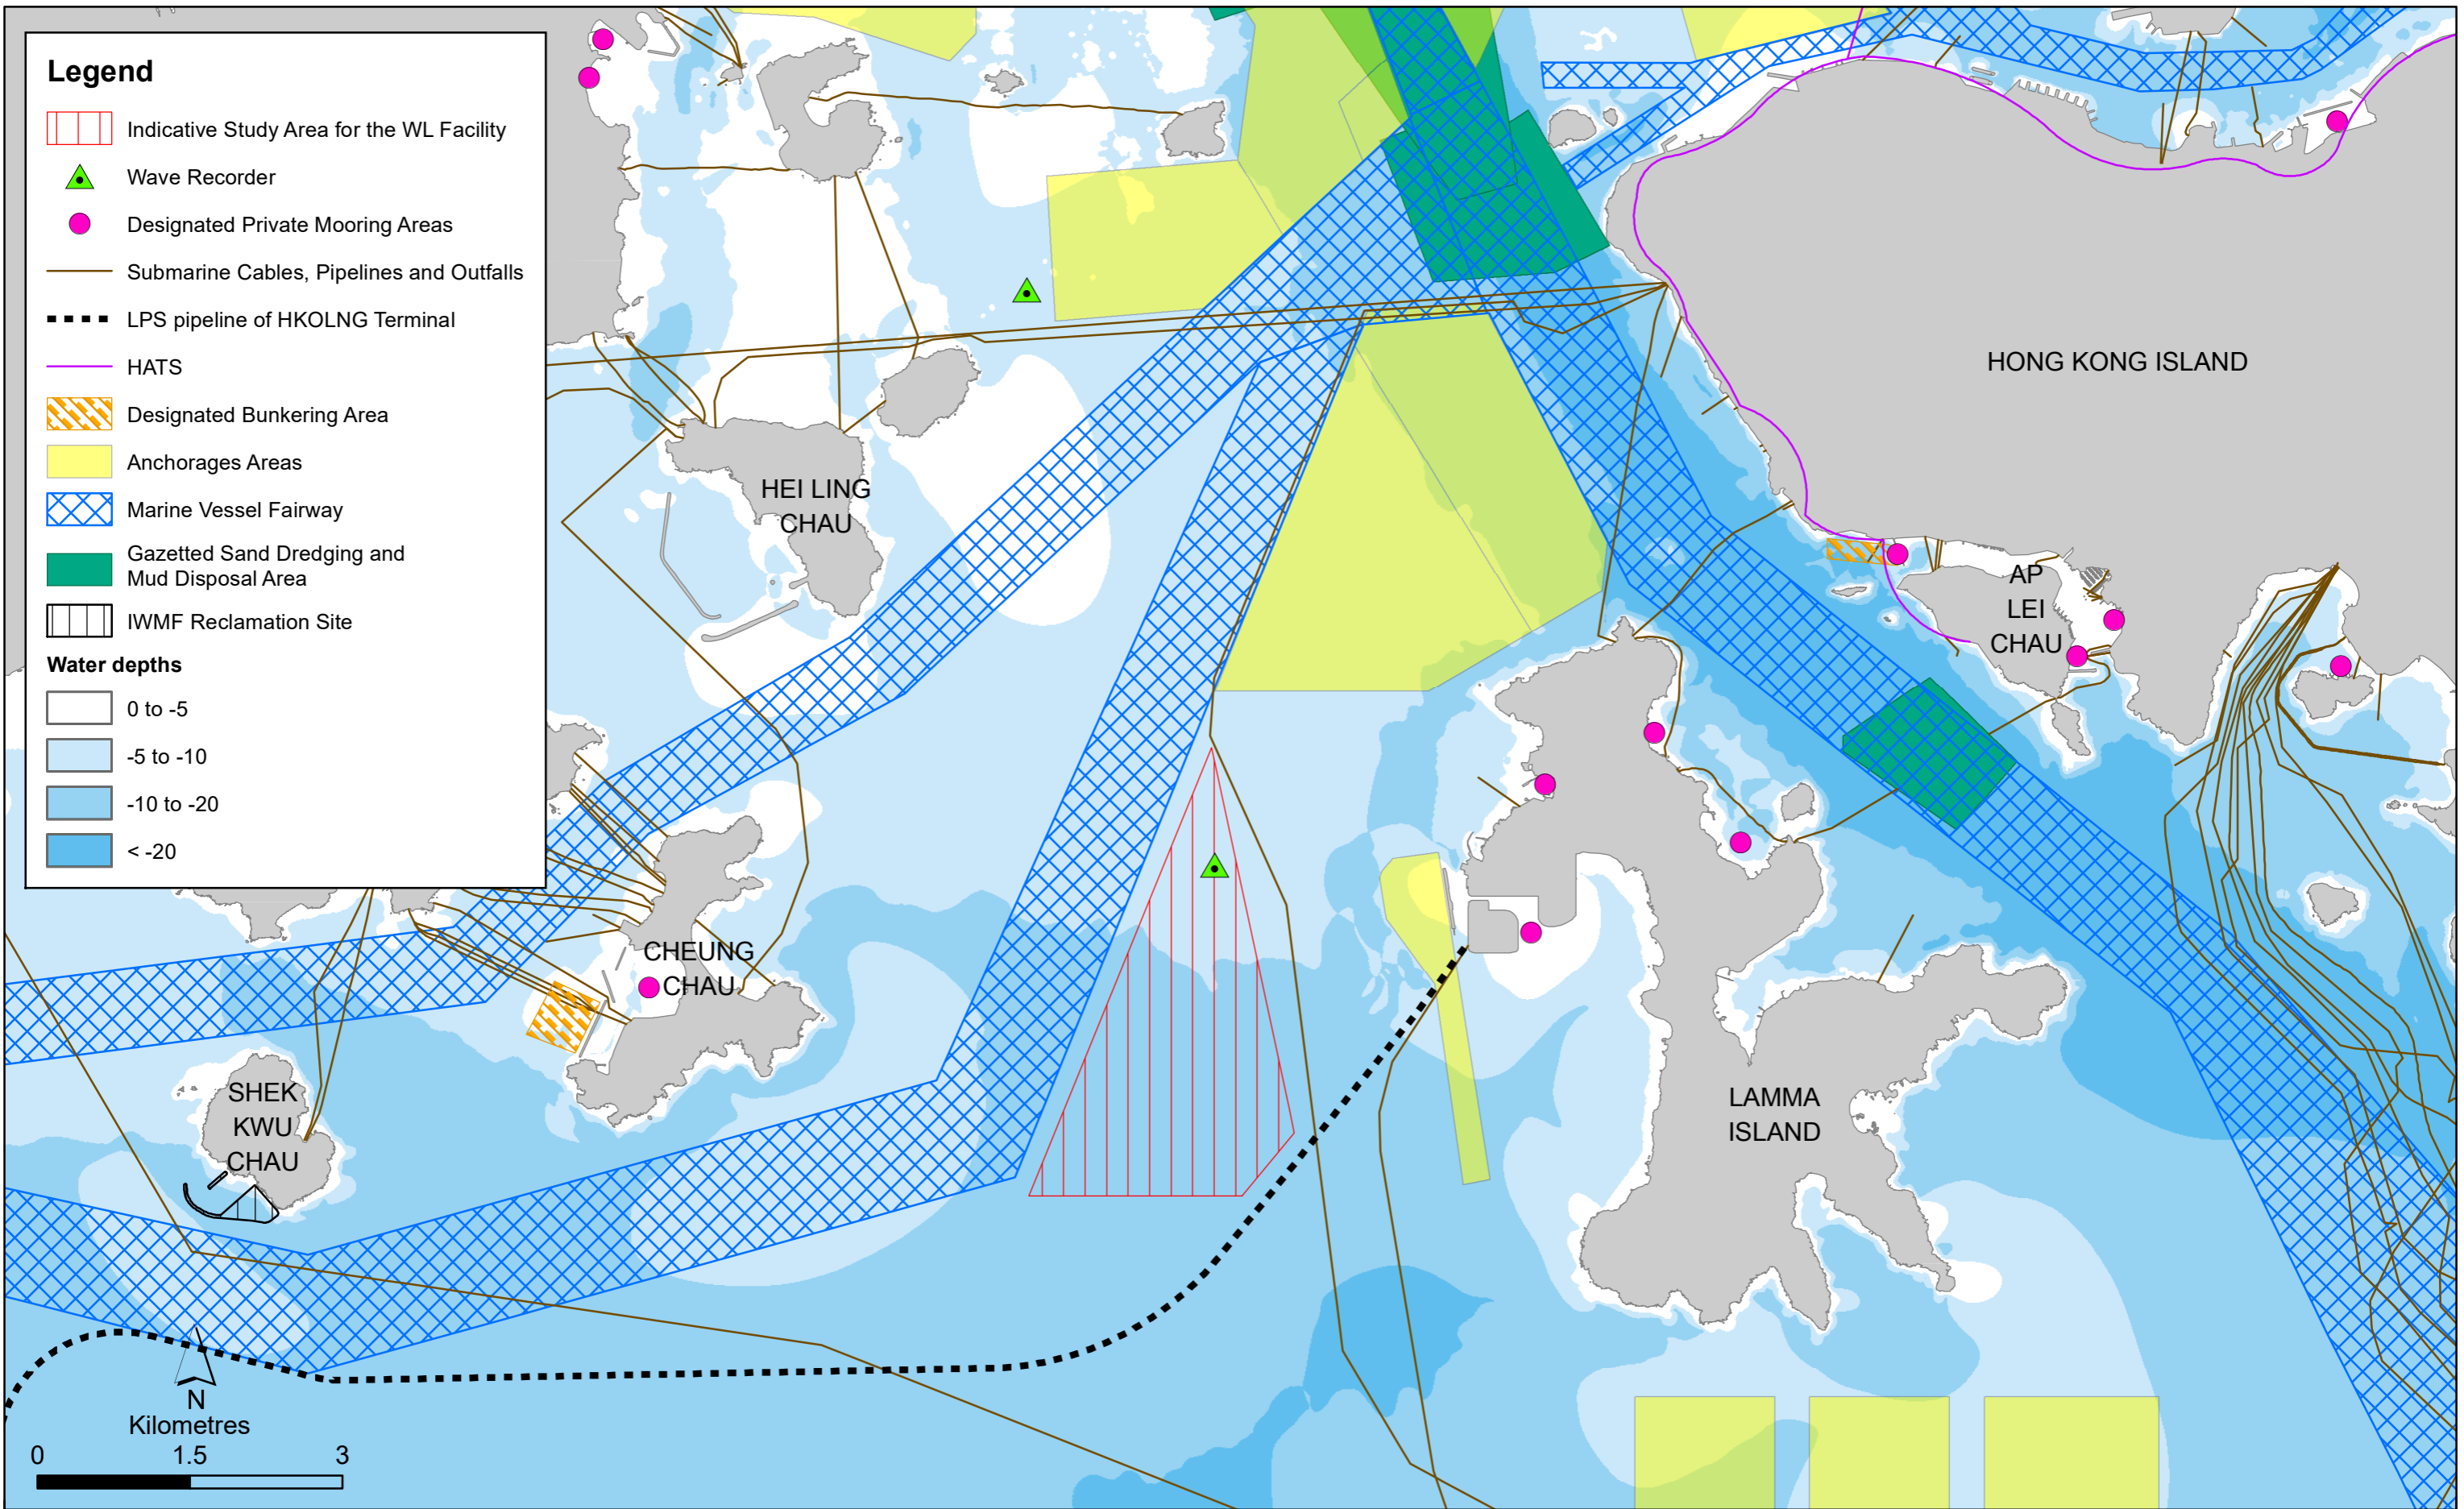 Legend
Indicative Study Area for the WL Facility
Wave Recorder
Designated Private Mooring Areas
Submarine Cables, Pipelines and Outfalls
LPS pipeline of HKOLNG Terminal
HATS
Designated Bunkering Area
Anchorages Areas
Marine Vessel Fairway
Gazetted Sand Dredging and
Mud Disposal Area
IWMF Reclamation Site
Water depths
0 to -5
-5 to -10
-10 to -20
< -20
HONG KONG ISLAND
HEI LING
CHAU
AP
LEI
CHAU
CHEUNG
CHAU
SHEK
KWU
CHAU
LAMMA
ISLAND
N
Kilometres
0 1.5 3